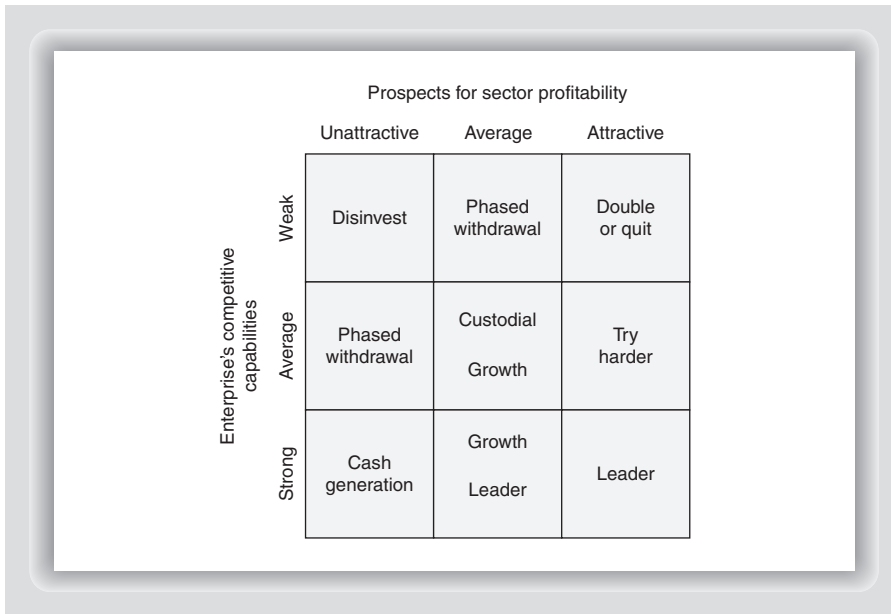 Prospects for sector profitability
Unattractive
Average
Attractive
Enterprise's competitive
capabilities
Weak
Disinvest
Phased
withdrawal
Double
or quit
Average
Phased
withdrawal
Custodial
Growth
Try
harder
Strong
Cash
generation
Growth
Leader
Leader